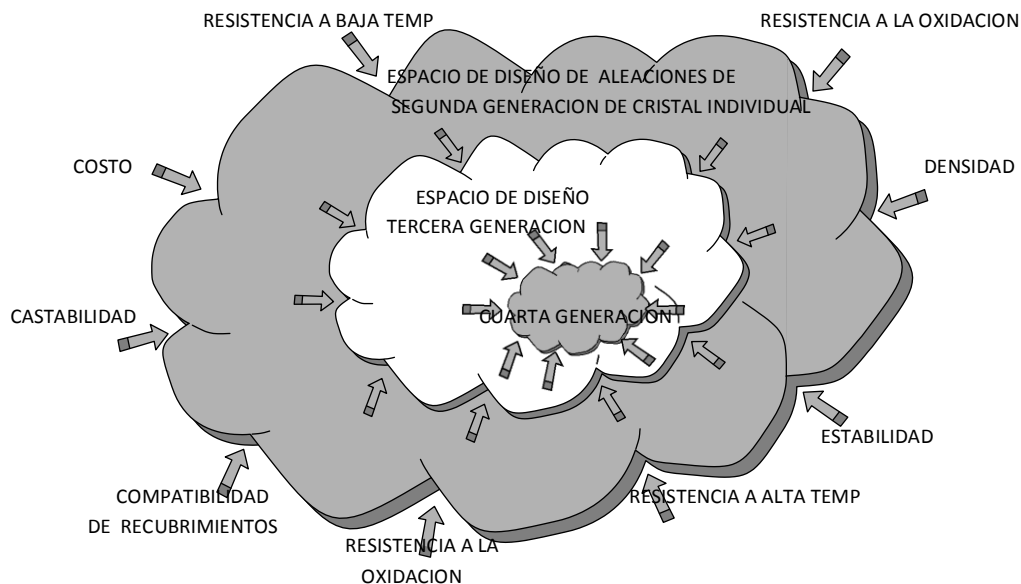 RESISTENCIA A BAJA TEMP
RESISTENCIA A LA OXIDACION
ESPACIO DE DISEÑO DE ALEACIONES DE
SEGUNDA GENERACION DE CRISTAL INDIVIDUAL
COSTO
DENSIDAD
ESPACIO DE DISEÑO
TERCERA GENERACION
CASTABILIDAD
CUARTA GENERACION
ESTABILIDAD
COMPATIBILIDAD
DE RECUBRIMIENTOS
RESISTENCIA A ALTA TEMP
RESISTENCIA A LA
OXIDACION